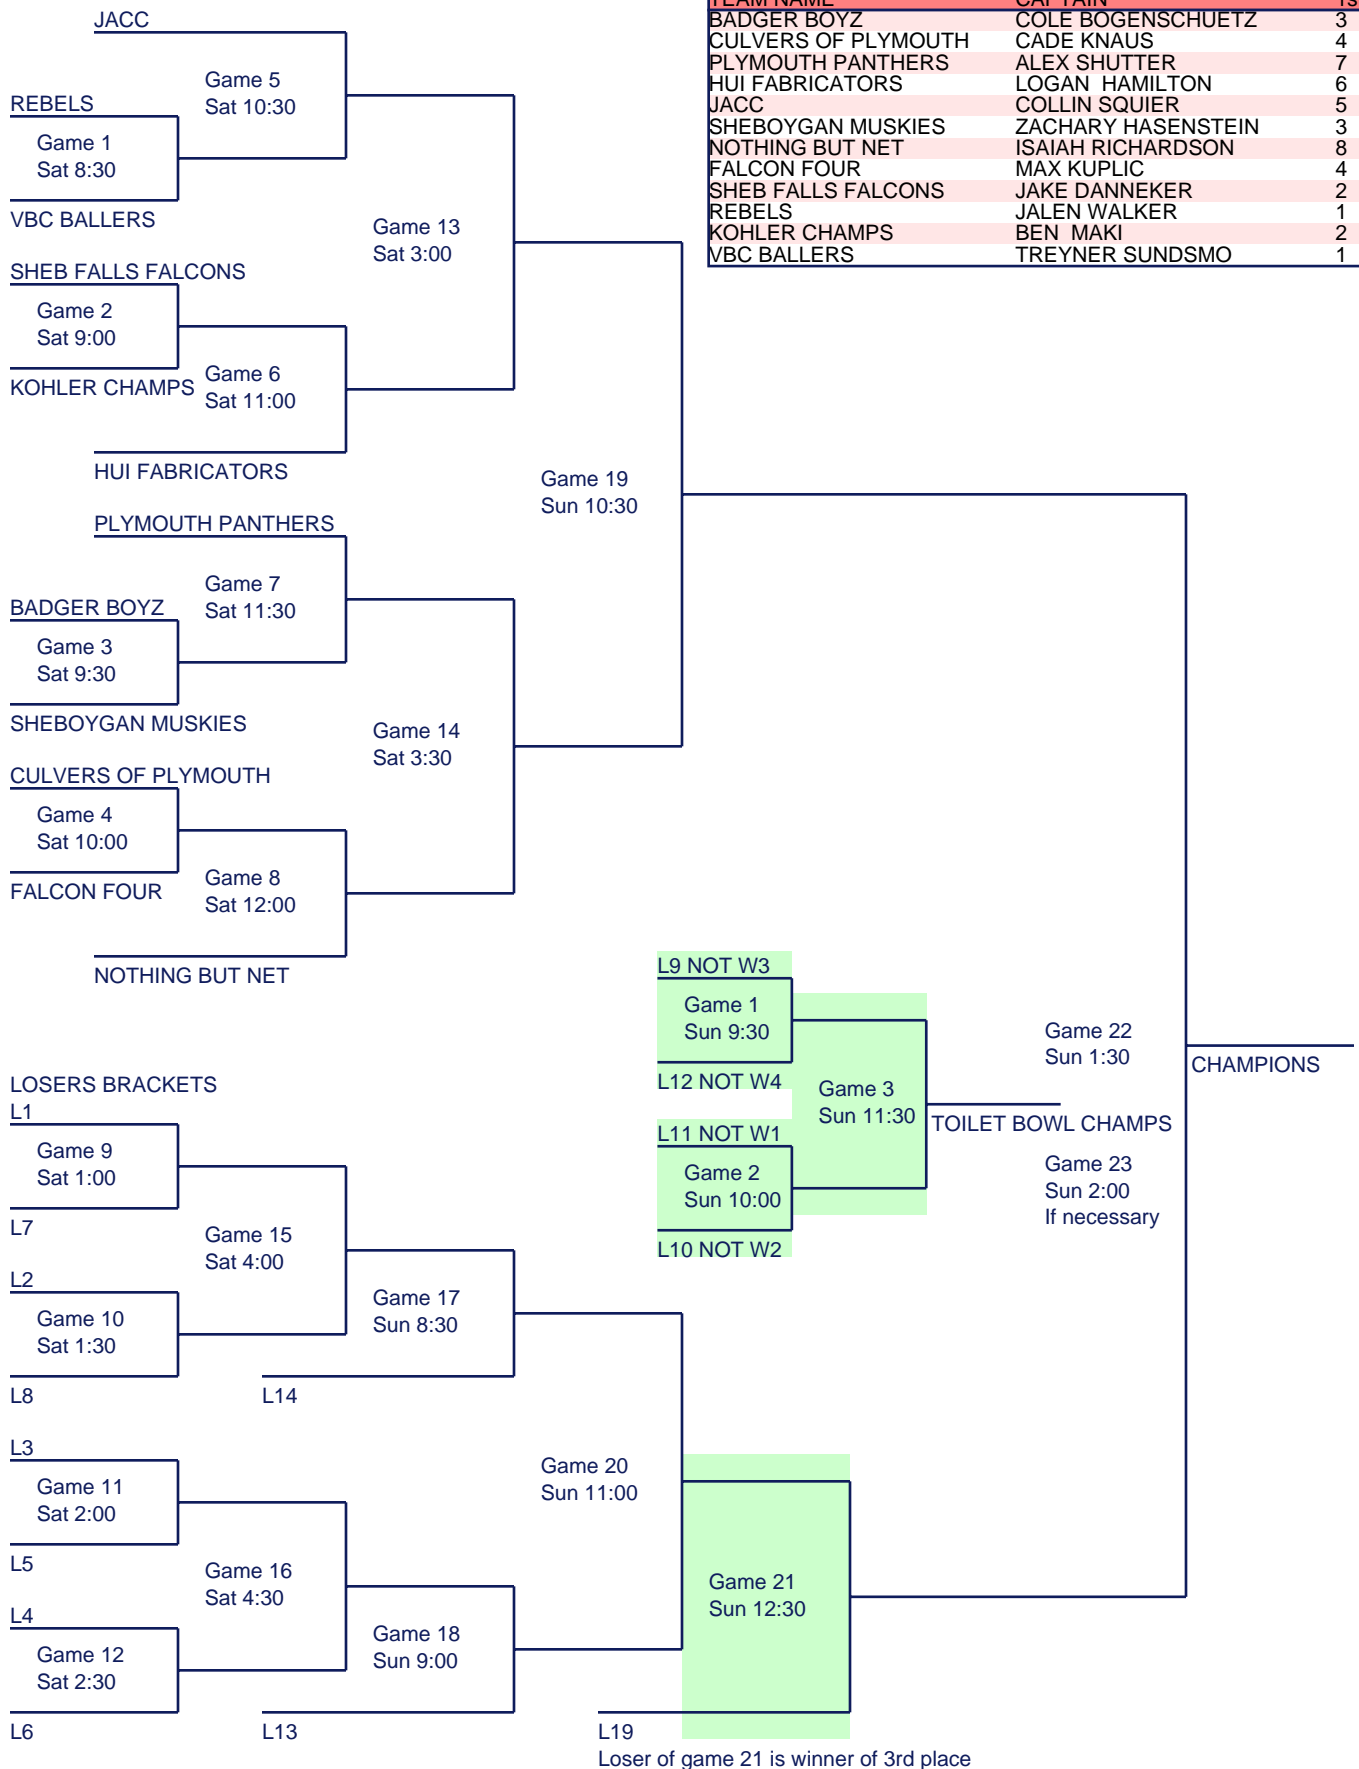 TEAM NAME CAPTAIN 1s
BADGER BOYZ COLE BOGENSCHUETZ 3
CULVERS OF PLYMOUTH CADE KNAUS 4
PLYMOUTH PANTHERS ALEX SHUTTER 7
HUI FABRICATORS LOGAN HAMILTON 6
JACC COLLIN SQUIER 5
SHEBOYGAN MUSKIES ZACHARY HASENSTEIN 3
NOTHING BUT NET ISAIAH RICHARDSON 8
FALCON FOUR MAX KUPLIC 4
SHEB FALLS FALCONS JAKE DANNEKER 2
REBELS JALEN WALKER 1
KOHLER CHAMPS BEN MAKI 2
VBC BALLERS TREYNER SUNDSMO 1
JACC
Game 5
Sat 10:30
REBELS
Game 1
Sat 8:30
VBC BALLERS
Game 13
Sat 3:00
SHEB FALLS FALCONS
Game 2
Sat 9:00
KOHLER CHAMPS
Game 6
Sat 11:00
HUI FABRICATORS
Game 19
Sun 10:30
PLYMOUTH PANTHERS
Game 7
Sat 11:30
BADGER BOYZ
Game 3
Sat 9:30
SHEBOYGAN MUSKIES
Game 14
Sat 3:30
CULVERS OF PLYMOUTH
Game 4
Sat 10:00
FALCON FOUR
Game 8
Sat 12:00
NOTHING BUT NET
L9 NOT W3
Game 1
Sun 9:30
L12 NOT W4
Game 3
Sun 11:30
L11 NOT W1
Game 2
Sun 10:00
L10 NOT W2
TOILET BOWL CHAMPS
Game 22
Sun 1:30
CHAMPIONS
Game 23
Sun 2:00
If necessary
LOSERS BRACKETS
L1
Game 9
Sat 1:00
L7
Game 15
Sat 4:00
L2
Game 10
Sat 1:30
L8
Game 17
Sun 8:30
L14
L3
Game 11
Sat 2:00
L5
Game 20
Sun 11:00
Game 16
Sat 4:30
L4
Game 12
Sat 2:30
L6
Game 18
Sun 9:00
L13
Game 21
Sun 12:30
L19
Loser of game 21 is winner of 3rd place